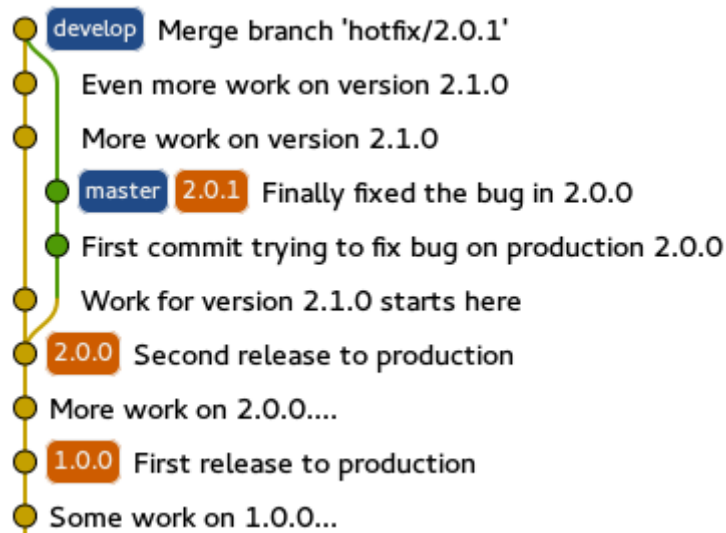 develop Merge branch 'hotfix/2.0.1'
Even more work on version 2.1.0
More work on version 2.1.0
master 2.0.1 Finally fixed the bug in 2.0.0
First commit trying to fix bug on production 2.0.0
Work for version 2.1.0 starts here
2.0.0 Second release to production
More work on 2.0.0....
1.0.0 First release to production
Some work on 1.0.0...